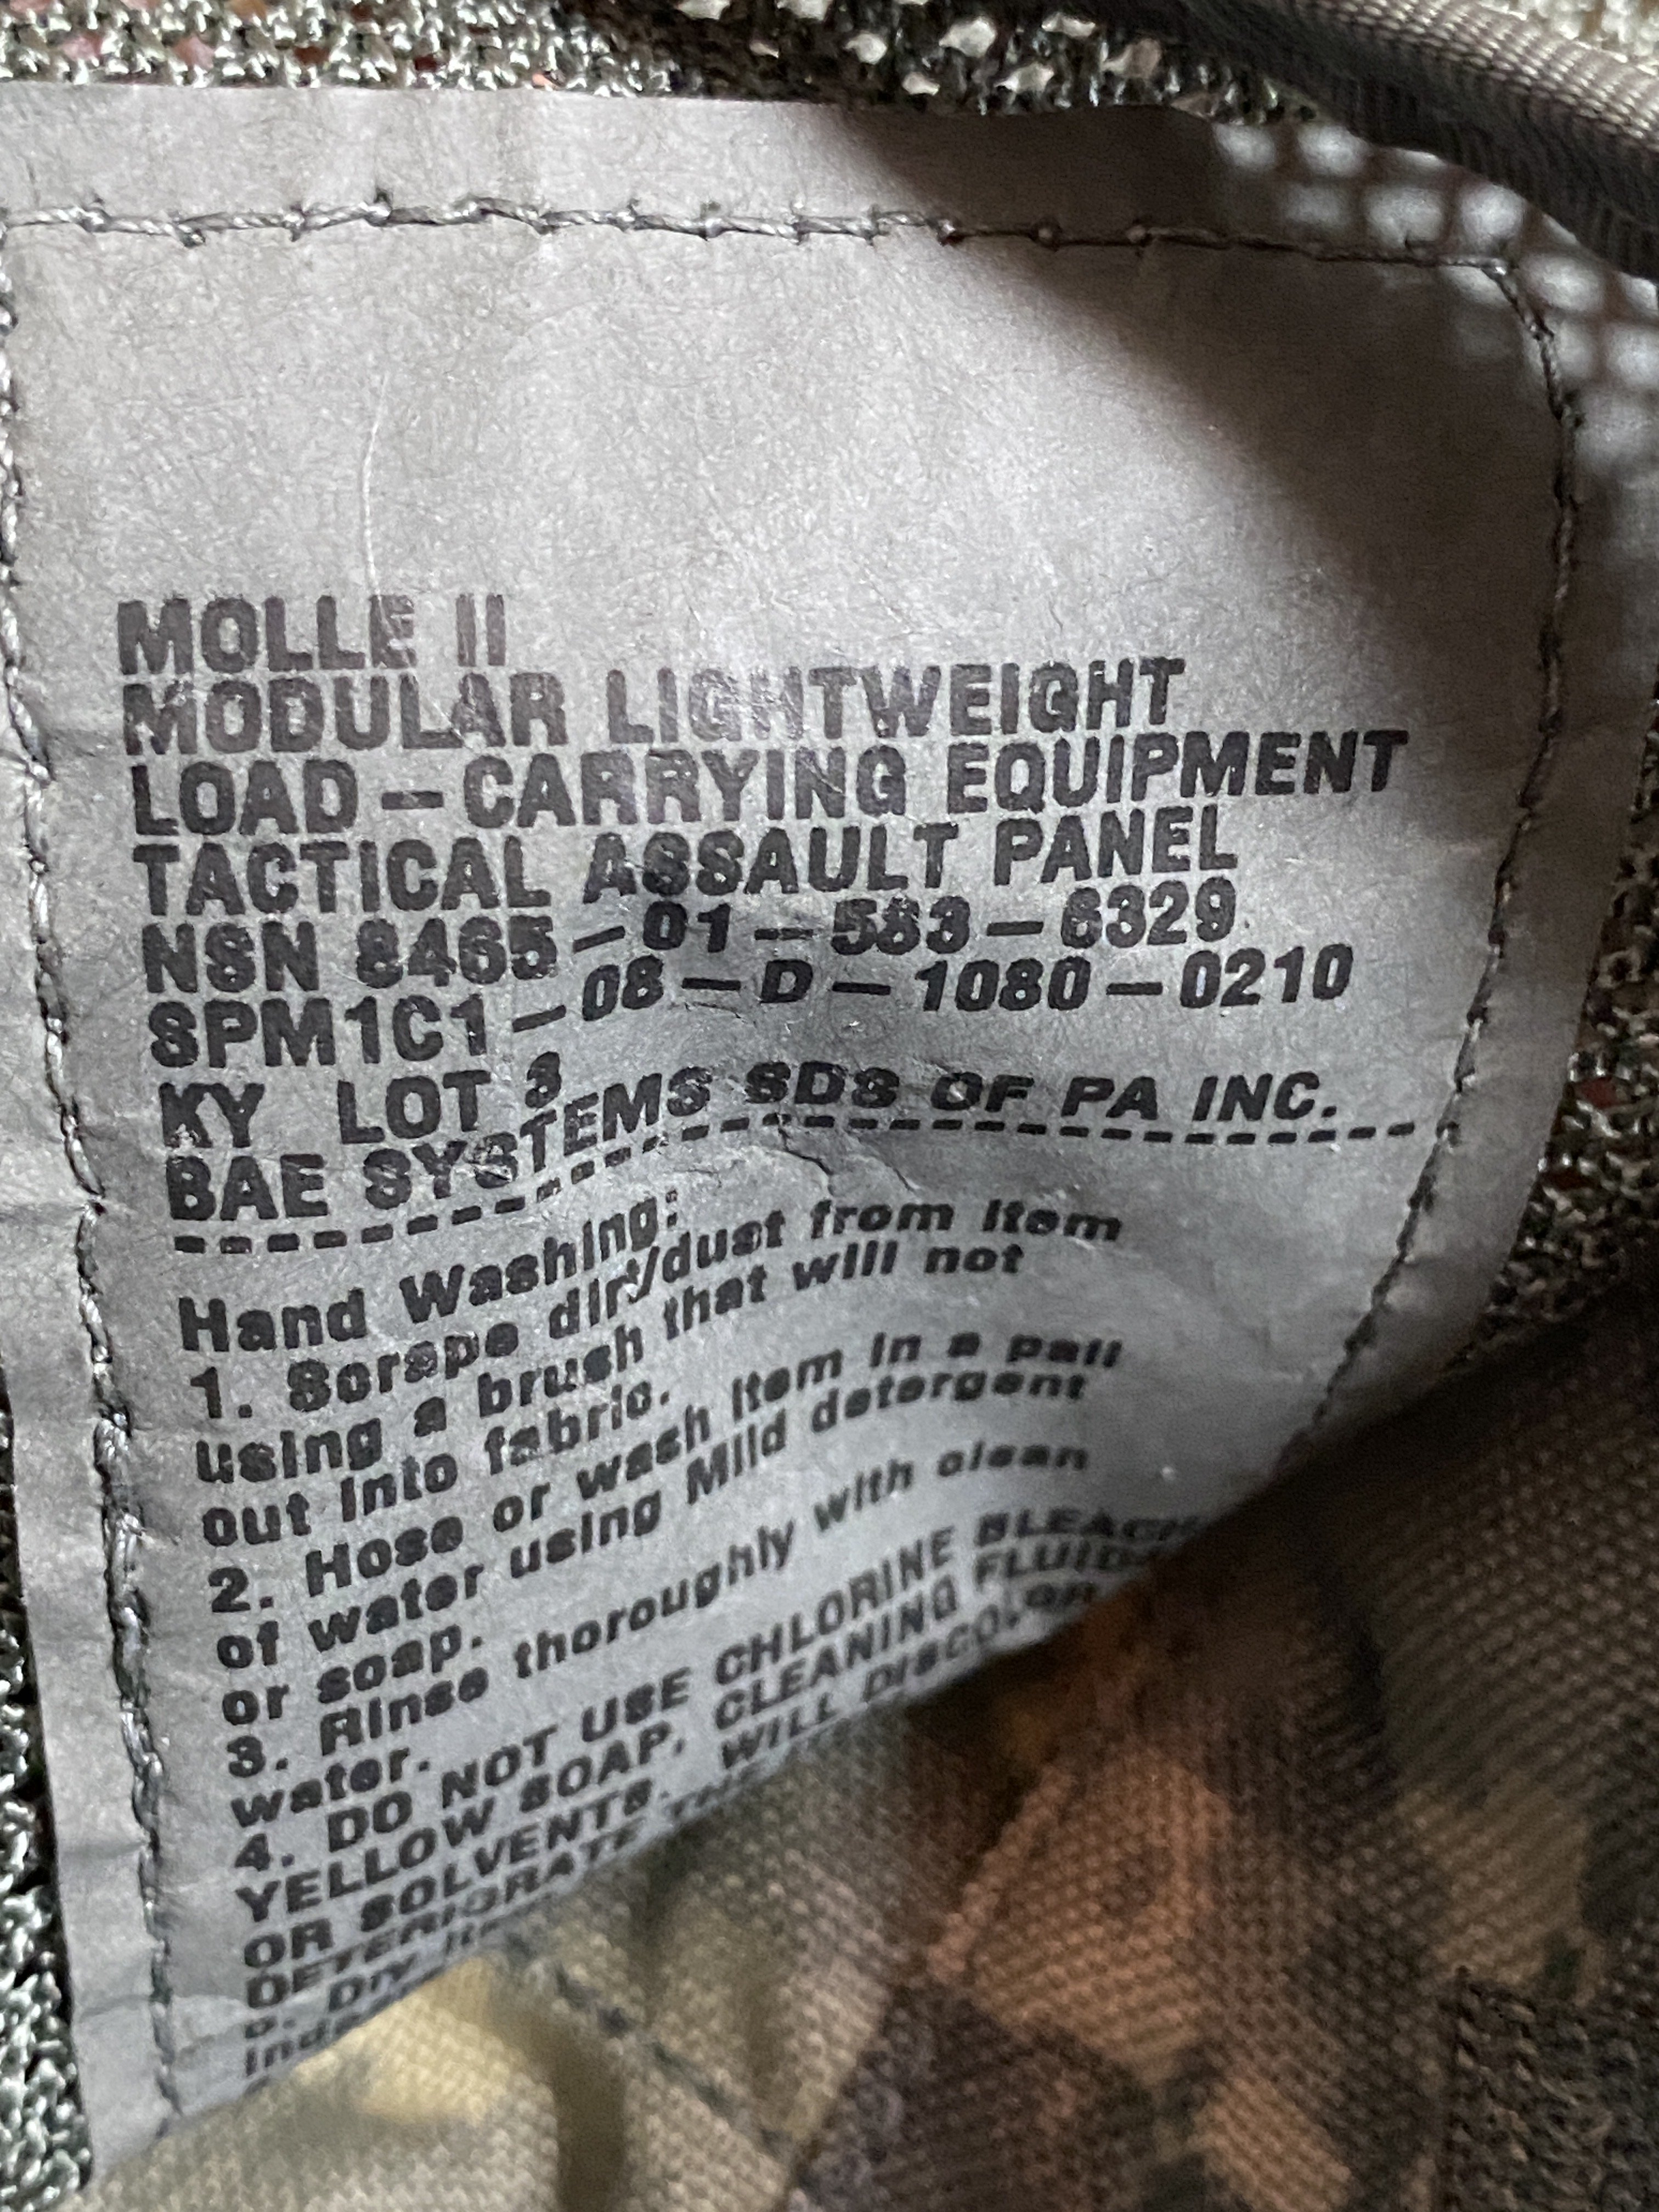 MOLLE II
MODULAR LIGHTWEIGHT
LOAD-CARRYING EQUIPMENT
TACTICAL ASSAULT PANEL
NSN 8465-01-583-6329
SPM1C1-08-D-1080-0210
KY LOT 3
BAE SYSTEMS SDS OF PA INC.
Hand Washing:
1. Scrape dirt/dust from item
using a brush that will not
cut into fabric.
2. Hose or wash item in a pail
of water using Mild detergent
or soap.
3. Rinse thoroughly with clean
water.
4. DO NOT USE CHLORINE BLEACH
YELLOW SOAP, CLEANING FLUIDS
OR SOLVENTS. WILL DISCOLOR
DETERIORATE
Dry